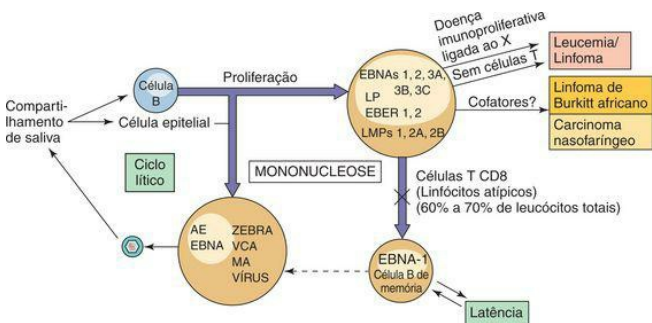 Compartilhamento
de saliva
Célula
B
Célula epitelial
Proliferação
Ciclo
lítico
MONONUCLEOSE
EBNAs 1, 2, 3A,
3B, 3C
LP
EBER 1, 2
LMPs 1, 2A, 2B
Doença
imunoproliferativa
ligada ao X
Sem células T
Leucemia/
Linfoma
Cofatores?
Linfoma de
Burkitt africano
Carcinoma
nasofaríngeo
Células T CD8
(Linfócitos atípicos)
(60% a 70% de leucócitos totais)
AE
EBNA
ZEBRA
VCA
MA
VÍRUS
EBNA-1
Célula B de
memória
Latência